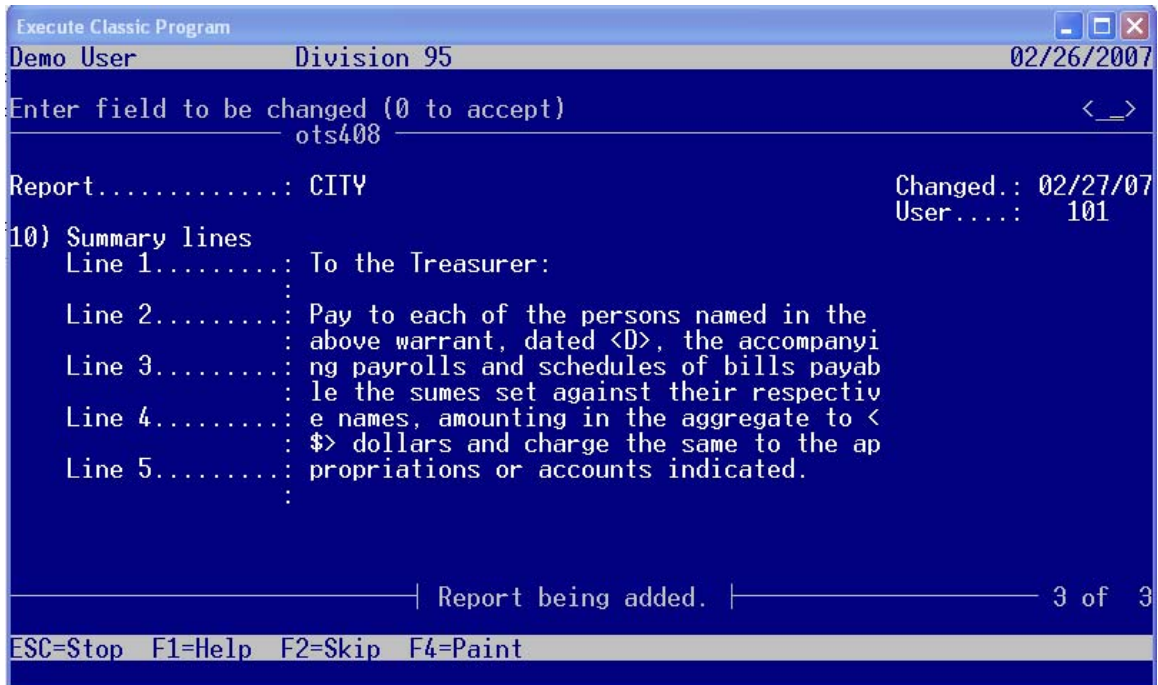 Execute Classic Program
Demo User Division 95 02/26/2007
Enter field to be changed (0 to accept) <__>
ots408
Report.............: CITY Changed.: 02/27/07
User....: 101
10) Summary lines
Line 1.........: To the Treasurer:
:
Line 2.........: Pay to each of the persons named in the
: above warrant, dated <D>, the accompanyi
Line 3.........: ng payrolls and schedules of bills payab
: le the sumes set against their respectiv
Line 4.........: e names, amounting in the aggregate to <
: $> dollars and charge the same to the ap
Line 5.........: propriations or accounts indicated.
:
Report being added. 3 of 3
ESC=Stop F1=Help F2=Skip F4=Paint